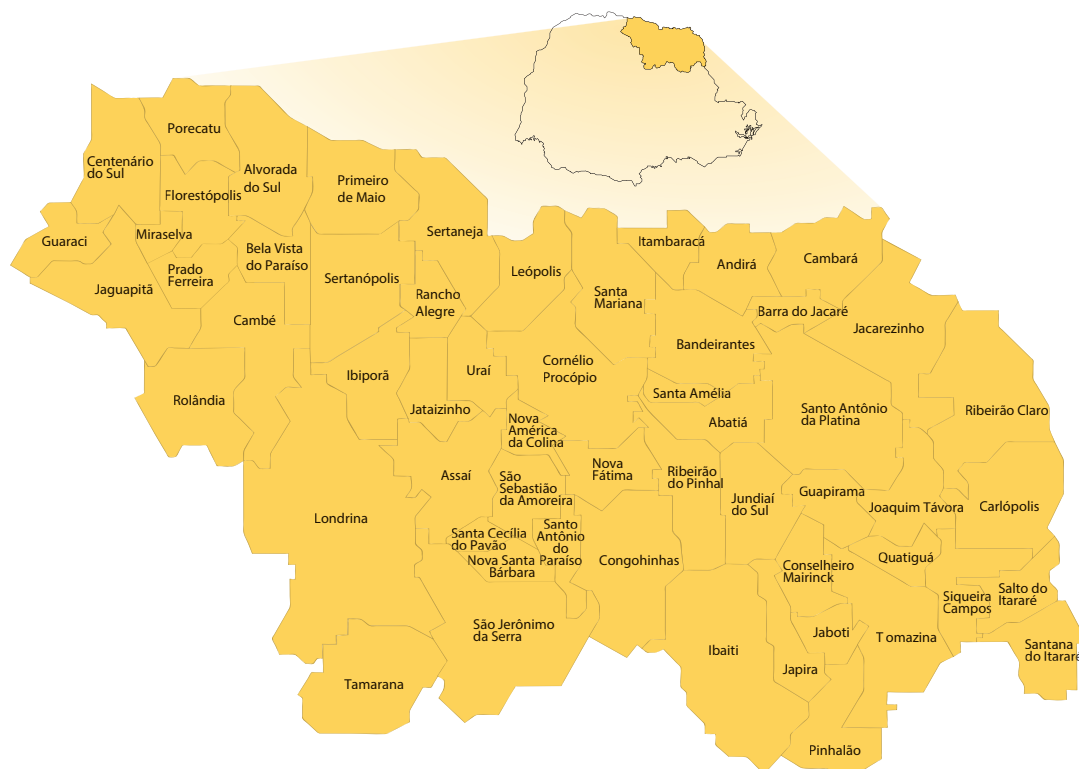 Porecatu
Centenário
do Sul
Alvorada
do Sul
Florestópolis
Primeiro
de Maio
Guaraci
Miraselva
Sertaneja
Itambaracá
Bela Vista
do Paraíso
Prado
Ferreira
Jaguapitã
Sertanópolis
Leópolis
Andirá
Cambará
Rancho
Alegre
Santa
Mariana
Barra do Jacaré
Jacarezinho
Cambé
Bandeirantes
Cornélio
Procópio
Uraí
Ibiporã
Rolândia
Jataizinho
Santa Amélia
Abatiá
Santo Antônio
da Platina
Ribeirão Claro
Nova
América
da Colina
Assaí
São
Sebastião
da Amoreira
Nova
Fátima
Ribeirão
do Pinhal
Jundiaí
do Sul
Guapirama
Joaquim Távora
Carlópolis
Londrina
Santa Cecília
do Pavão
Santo
Antônio
do
Paraíso
Nova Santa
Bárbara
Congohinhas
Conselheiro
Mairinck
Quatiguá
Siqueira
Campos
Salto do
Itararé
São Jerônimo
da Serra
Jaboti
T omazina
Santana
do Itararé
Ibaiti
Japira
Tamarana
Pinhalão